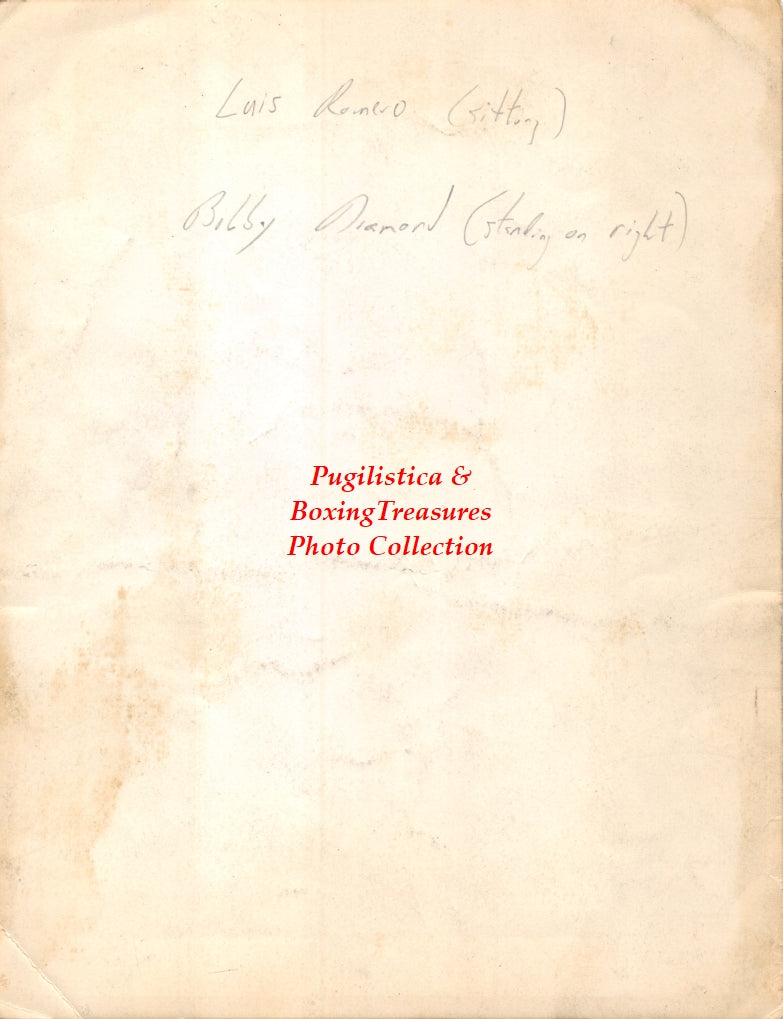 Luis Romero (sitting)
Bobby Diamond (standing on right)
Pugilistica &
BoxingTreasures
Photo Collection